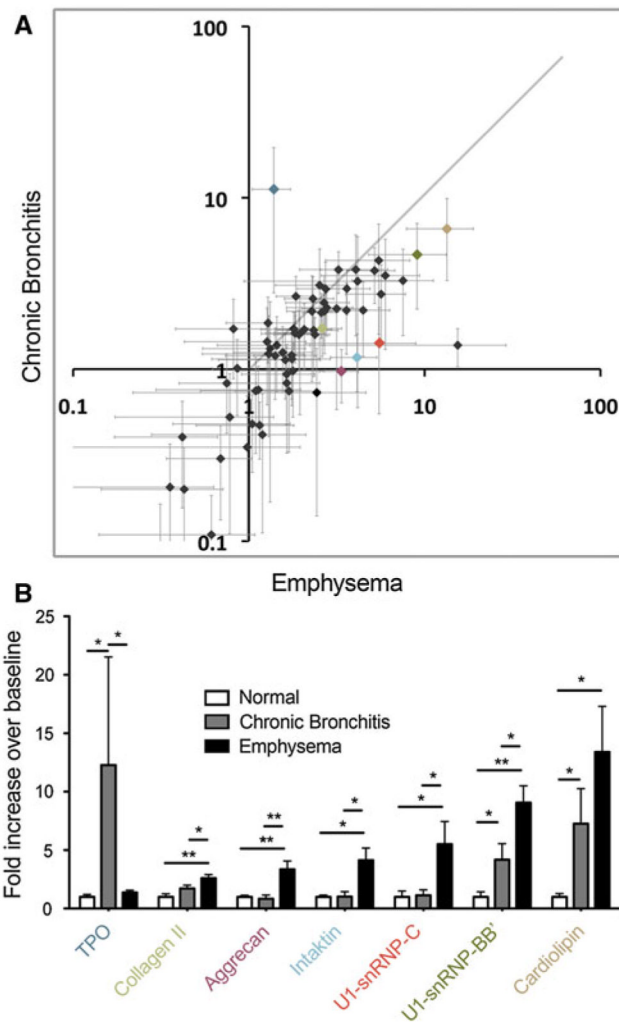 A
100
10
1
0.1
0.1 1 10 100
Chronic Bronchitis
Emphysema
B
25
20
15
10
5
0
Fold increase over baseline
Normal
Chronic Bronchitis
Emphysema
* *
** *
** **
* *
* *
* ** *
* *
TPO
Collagen II
Aggrecan
Intaktin
U1-snRNP-C
U1-snRNP-BB'
Cardiolipin